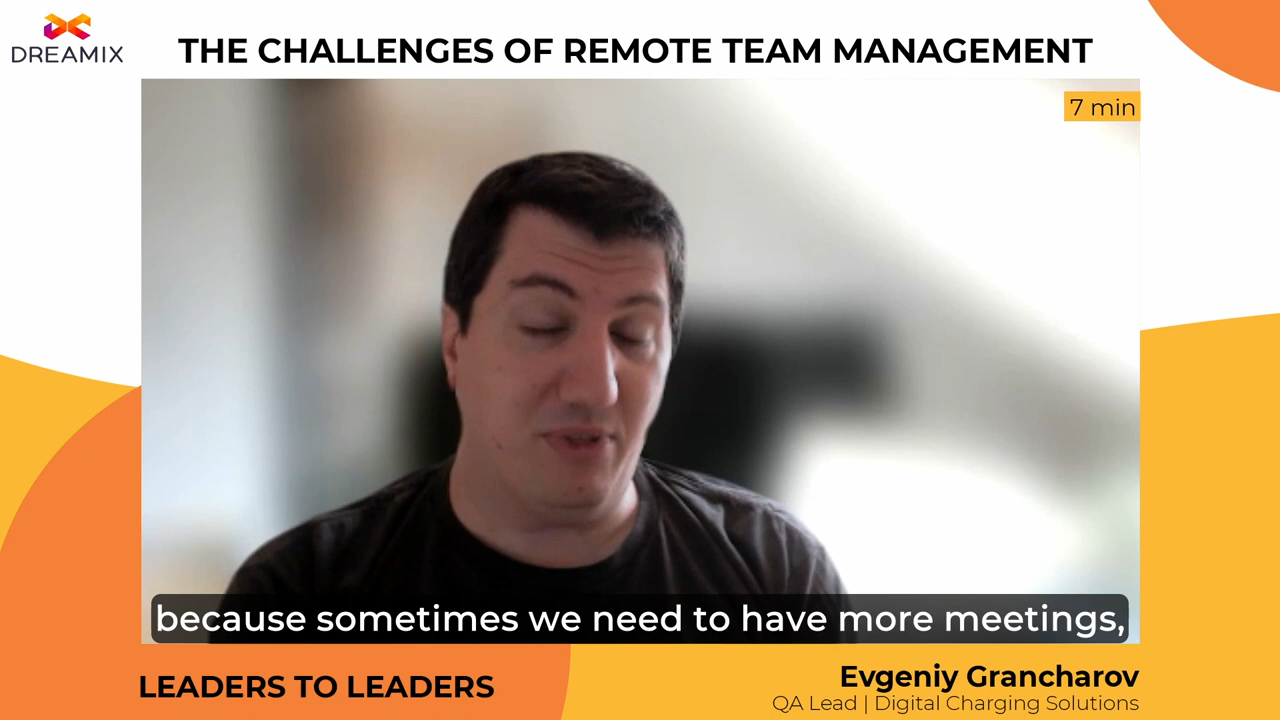 DREAMIX
THE CHALLENGES OF REMOTE TEAM MANAGEMENT
7 min
because sometimes we need to have more meetings,
LEADERS TO LEADERS
Evgeniy Grancharov
QA Lead | Digital Charging Solutions